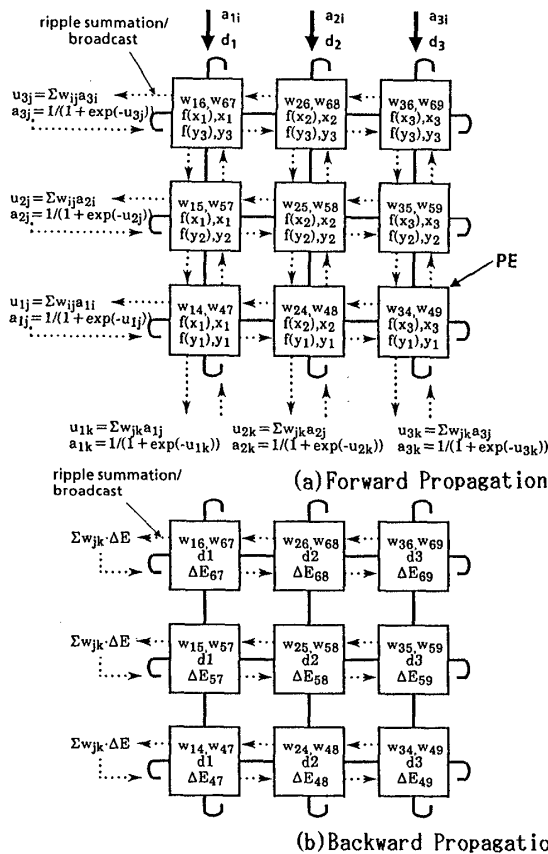 a1i a2i a3i
ripple summation/
broadcast
d1 d2 d3
u3j=Σwija3i
a3j=1/(1+exp(-u3j))
w16,w67 w26,w68 w36,w69
f(x1),x1 f(x2),x2 f(x3),x3
f(y3),y3 f(y3),y3 f(y3),y3
u2j=Σwija2i
a2j=1/(1+exp(-u2j))
w15,w57 w25,w58 w35,w59
f(x1),x1 f(x2),x2 f(x3),x3
f(y2),y2 f(y2),y2 f(y2),y2
PE
u1j=Σwija1i
a1j=1/(1+exp(-u1j))
w14,w47 w24,w48 w34,w49
f(x1),x1 f(x2),x2 f(x3),x3
f(y1),y1 f(y1),y1 f(y1),y1
u1k=Σwjka1j u2k=Σwjka2j u3k=Σwjka3j
a1k=1/(1+exp(-u1k)) a2k=1/(1+exp(-u2k)) a3k=1/(1+exp(-u3k))
(a)Forward Propagation
ripple summation/
broadcast
Σwjk·ΔE
w16,w67 w26,w68 w36,w69
d1 d2 d3
ΔE67 ΔE68 ΔE69
Σwjk·ΔE
w15,w57 w25,w58 w35,w59
d1 d2 d3
ΔE57 ΔE58 ΔE59
Σwjk·ΔE
w14,w47 w24,w48 w34,w49
d1 d2 d3
ΔE47 ΔE48 ΔE49
(b)Backward Propagatio